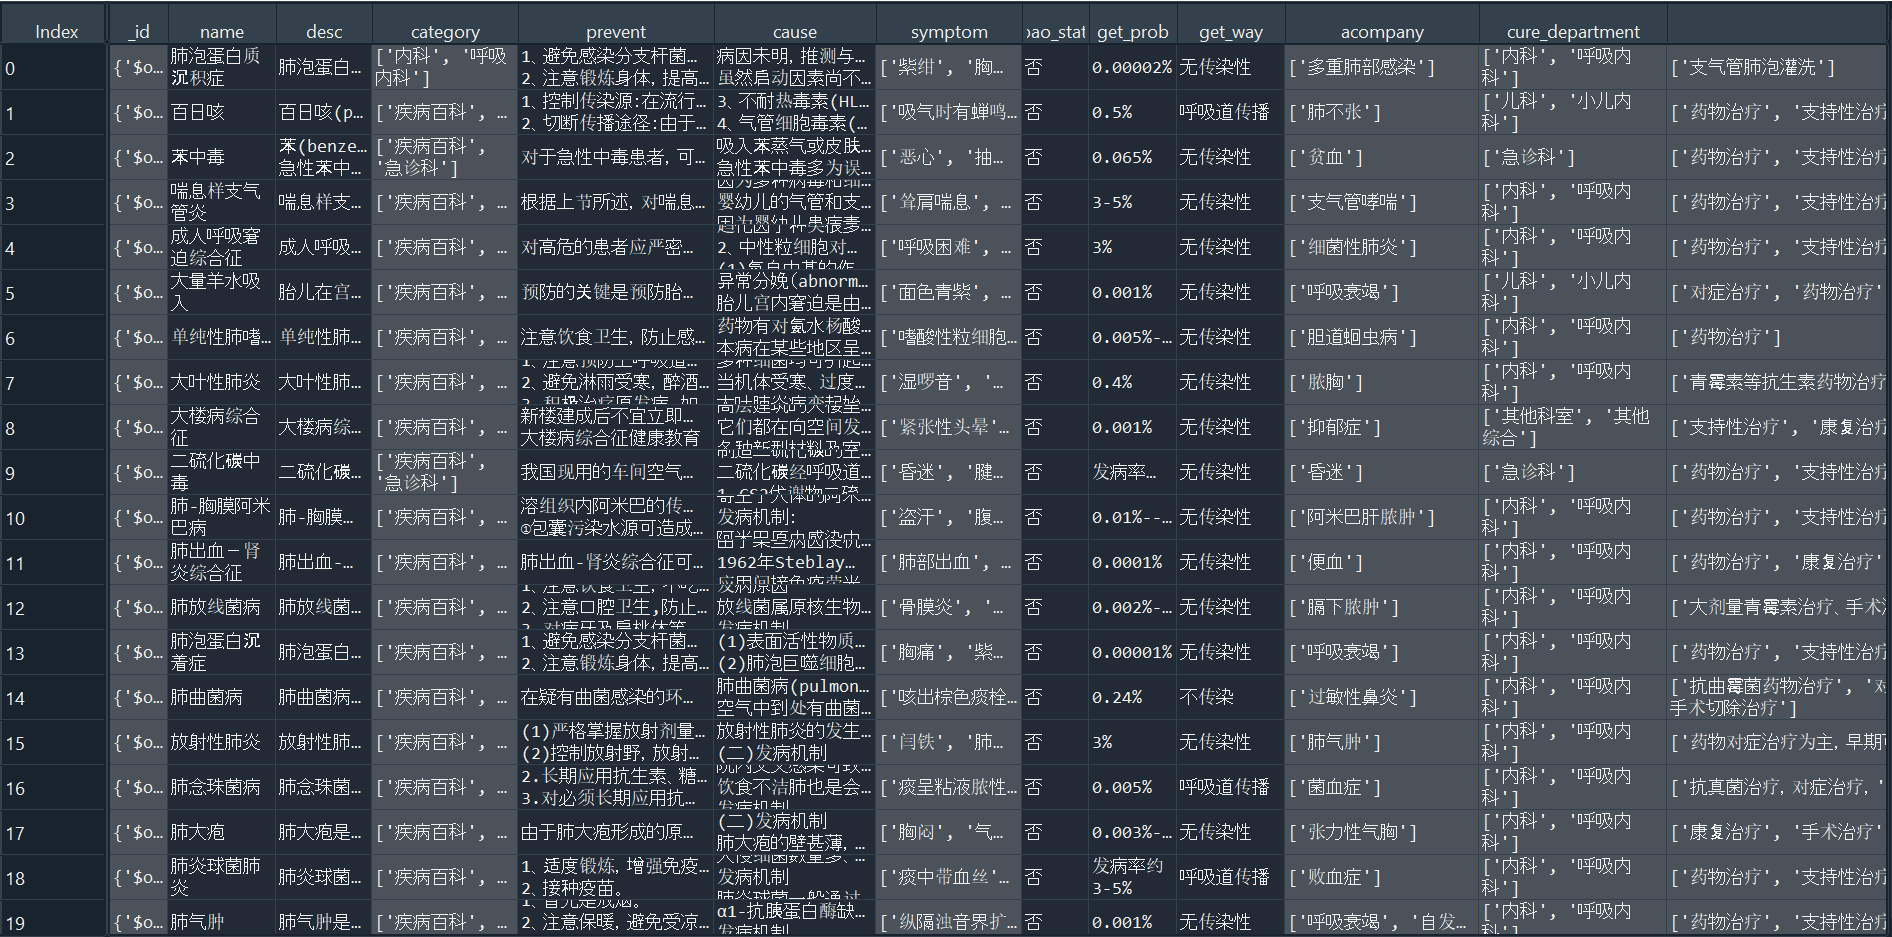 Index _id name desc category prevent cause symptom get_prob get_way acompany cure_department
0 {'$o… 肺泡蛋白质沉积症 肺泡蛋白… ['内科', '呼吸内科'] 1、避免感染分支杆菌… 2、注意锻炼身体，提高… 病因未明，推测与… 虽然启动因素尚不… ['紫绀', '胸… 否 0.00002% 无传染性 ['多重肺部感染'] ['内科', '呼吸内科'] ['支气管肺泡灌洗']
1 {'$o… 百日咳 百日咳(p… ['疾病百科', … 1、控制传染源:在流行… 2、切断传播途径:由于… 3、不耐热毒素(HL… 4、气管细胞毒素(… ['吸气时有蝉鸣… 否 0.5% 呼吸道传播 ['肺不张'] ['儿科', '小儿内科'] ['药物治疗', '支持性治疗
2 {'$o… 苯中毒 苯(benze… 急性苯中… ['疾病百科', '急诊科'] 对于急性中毒患者，可… 吸入苯蒸气或皮肤… 急性苯中毒多为误… ['恶心', '抽… 否 0.065% 无传染性 ['贫血'] ['急诊科'] ['药物治疗', '支持性治疗
3 {'$o… 喘息样支气管炎 喘息样支… ['疾病百科', … 根据上节所述，对喘息… 婴幼儿的气管和支… ['耸肩喘息', … 否 3-5% 无传染性 ['支气管哮喘'] ['内科', '呼吸内科'] ['药物治疗', '支持性治疗
4 {'$o… 成人呼吸窘迫综合征 成人呼吸… ['疾病百科', … 对高危的患者应严密… 2、中性粒细胞对… ['呼吸困难', … 否 3% 无传染性 ['细菌性肺炎'] ['内科', '呼吸内科'] ['药物治疗', '支持性治疗
5 {'$o… 大量羊水吸入 胎儿在宫… ['疾病百科', … 预防的关键是预防胎… 异常分娩(abnorm… 胎儿宫内窘迫是由… ['面色青紫', … 否 0.001% 无传染性 ['呼吸衰竭'] ['儿科', '小儿内科'] ['对症治疗', '药物治疗'
6 {'$o… 单纯性肺嗜… 单纯性肺… ['疾病百科', … 注意饮食卫生，防止感… 药物有对氨水杨酸… 本病在某些地区呈… ['嗜酸性粒细胞… 否 0.005%-… 无传染性 ['胆道蛔虫病'] ['内科', '呼吸内科'] ['药物治疗']
7 {'$o… 大叶性肺炎 大叶性肺… ['疾病百科', … 2、避免淋雨受寒，醉酒… 当机体受寒、过度… ['湿啰音', '… 否 0.4% 无传染性 ['脓胸'] ['内科', '呼吸内科'] ['青霉素等抗生素药物治疗
8 {'$o… 大楼病综合征 大楼病综… ['疾病百科', … 新楼建成后不宜立即… 大楼病综合征健康教育 它们都在向空间发… ['紧张性头晕'… 否 0.001% 无传染性 ['抑郁症'] ['其他科室', '其他综合'] ['支持性治疗', '康复治疗
9 {'$o… 二硫化碳中毒 二硫化碳… ['疾病百科', '急诊科'] 我国现用的车间空气… 二硫化碳经呼吸道… ['昏迷', '腱… 否 发病率… 无传染性 ['昏迷'] ['急诊科'] ['药物治疗', '支持性治疗
10 {'$o… 肺-胸膜阿米巴病 肺-胸膜… ['疾病百科', … 溶组织内阿米巴的传… ①包囊污染水源可造成… 发病机制: ['盗汗', '腹… 否 0.01%--… 无传染性 ['阿米巴肝脓肿'] ['内科', '呼吸内科'] ['药物治疗', '支持性治疗
11 {'$o… 肺出血－肾炎综合征 肺出血-… ['疾病百科', … 肺出血-肾炎综合征可… 1962年Steblay… ['肺部出血', … 否 0.0001% 无传染性 ['便血'] ['内科', '呼吸内科'] ['药物治疗', '康复治疗'
12 {'$o… 肺放线菌病 肺放线菌… ['疾病百科', … 2、注意口腔卫生,防止… 放线菌属原核生物… ['骨膜炎', '… 否 0.002%-… 无传染性 ['膈下脓肿'] ['内科', '呼吸内科'] ['大剂量青霉素治疗、手术
13 {'$o… 肺泡蛋白沉着症 肺泡蛋白… ['疾病百科', … 1、避免感染分支杆菌… 2、注意锻炼身体，提高… (1)表面活性物质… (2)肺泡巨噬细胞… ['胸痛', '紫… 否 0.00001% 无传染性 ['呼吸衰竭'] ['内科', '呼吸内科'] ['药物治疗', '支持性治疗
14 {'$o… 肺曲菌病 肺曲菌病… ['疾病百科', … 在疑有曲菌感染的环… 肺曲菌病(pulmon… 空气中到处有曲菌… ['咳出棕色痰栓… 否 0.24% 不传染 ['过敏性鼻炎'] ['内科', '呼吸内科'] ['抗曲霉菌药物治疗', '对 手术切除治疗']
15 {'$o… 放射性肺炎 放射性肺… ['疾病百科', … (1)严格掌握放射剂量… (2)控制放射野，放射… 放射性肺炎的发生… (二)发病机制 ['闩铁', '肺… 否 3% 无传染性 ['肺气肿'] ['内科', '呼吸内科'] ['药物对症治疗为主，早期可
16 {'$o… 肺念珠菌病 肺念珠菌… ['疾病百科', … 2.长期应用抗生素、糖… 3.对必须长期应用抗… 饮食不洁肺也是会… ['痰呈粘液脓性… 否 0.005% 呼吸道传播 ['菌血症'] ['内科', '呼吸内科'] ['抗真菌治疗，对症治疗，'
17 {'$o… 肺大疱 肺大疱是… ['疾病百科', … 由于肺大疱形成的原… (二)发病机制 肺大疱的壁甚薄，… ['胸闷', '气… 否 0.003%-… 无传染性 ['张力性气胸'] ['内科', '呼吸内科'] ['康复治疗', '手术治疗'
18 {'$o… 肺炎球菌肺炎 肺炎球菌… ['疾病百科', … 1、适度锻炼，增强免疫… 2、接种疫苗。 发病机制 ['痰中带血丝'… 否 发病率约3-5% 呼吸道传播 ['败血症'] ['内科', '呼吸内科'] ['药物治疗', '支持性治疗
19 {'$o… 肺气肿 肺气肿是… ['疾病百科', … 2、注意保暖，避免受凉… α1-抗胰蛋白酶缺… ['纵隔浊音界扩… 否 0.001% 无传染性 ['呼吸衰竭', '自发… ['内科', '呼吸内科'] ['药物治疗', '支持性治疗